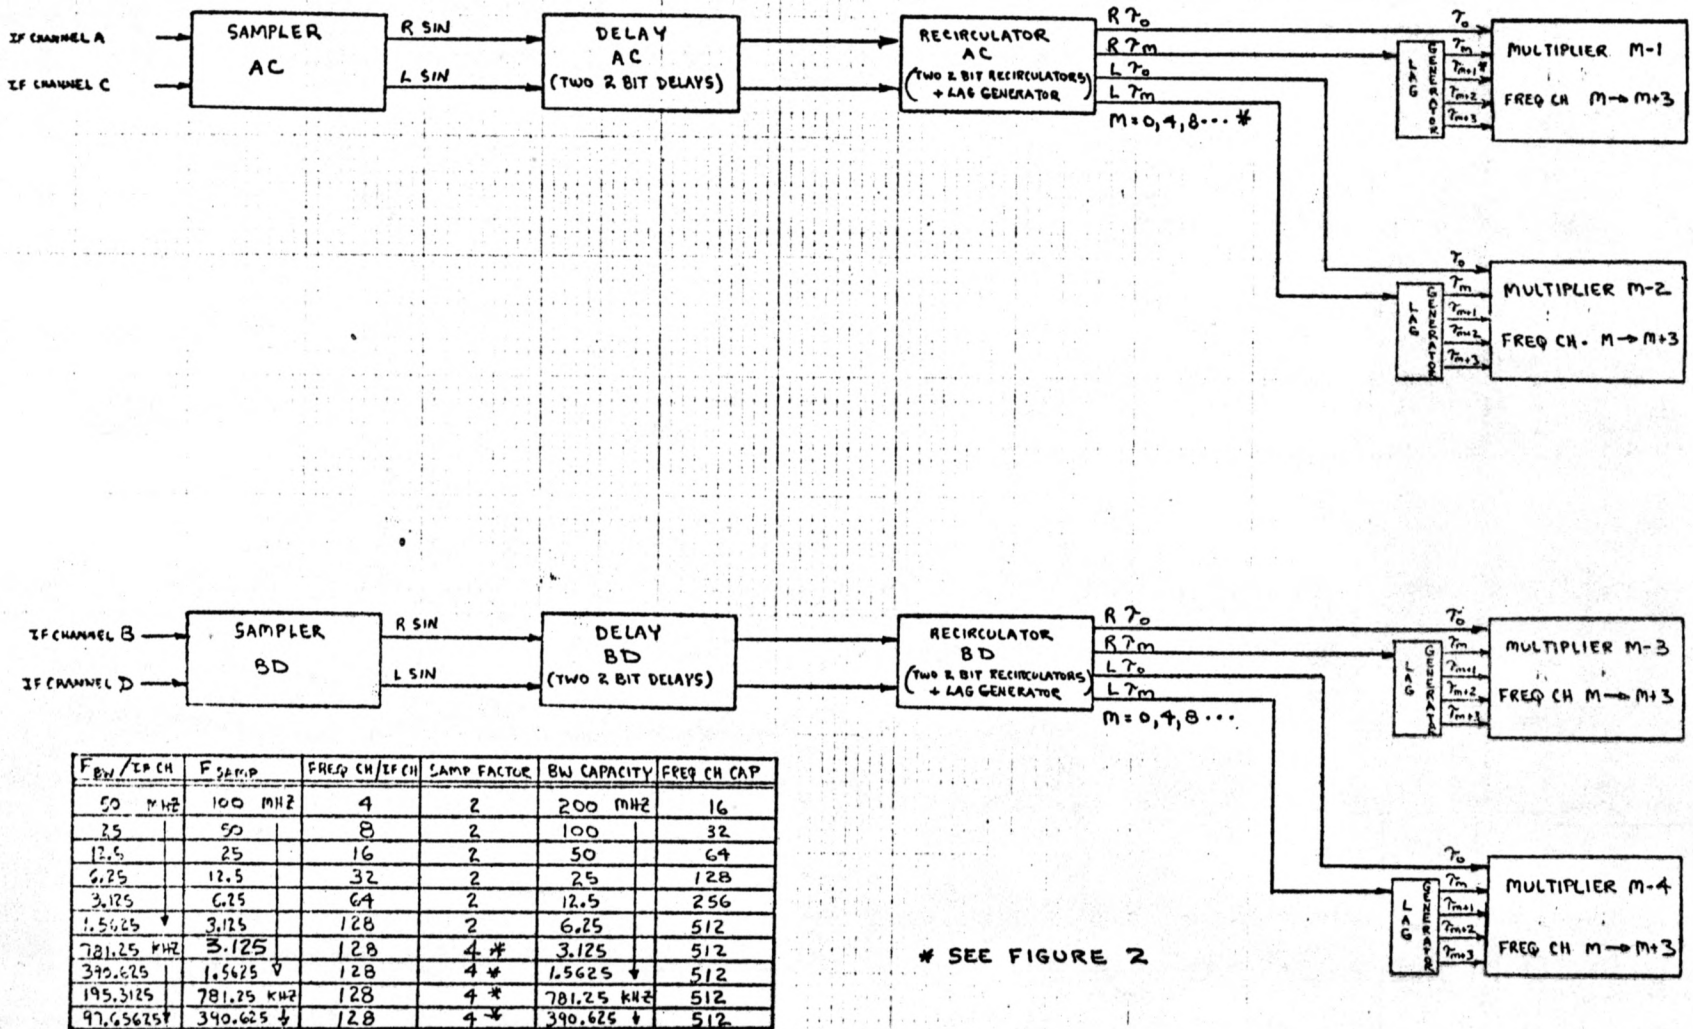 IF CHANNEL A
IF CHANNEL C
SAMPLER
AC
R SIN
L SIN
DELAY
AC
(TWO 2 BIT DELAYS)
RECIRCULATOR
AC
(TWO 2 BIT RECIRCULATORS)
+ LAG GENERATOR
R τ₀
R τm
L τ₀
L τm
M = 0,4,8··· *
LAG GENERATOR
τ₀
τm
τm+1 *
τm+2
τm+3
MULTIPLIER M-1
FREQ CH M→M+3
LAG GENERATOR
τ₀
τm
τm+1
τm+2
τm+3
MULTIPLIER M-2
FREQ CH. M→M+3
IF CHANNEL B
IF CHANNEL D
SAMPLER
BD
R SIN
L SIN
DELAY
BD
(TWO 2 BIT DELAYS)
RECIRCULATOR
BD
(TWO 2 BIT RECIRCULATORS)
+ LAG GENERATOR
R τ₀
R τm
L τ₀
L τm
M = 0,4,8···
LAG GENERATOR
τ₀
τm
τm+1
τm+2
τm+3
MULTIPLIER M-3
FREQ CH M→M+3
LAG GENERATOR
τ₀
τm
τm+1
τm+2
τm+3
MULTIPLIER M-4
FREQ CH M→M+3
F BW/IF CH F SAMP FREQ CH/IF CH SAMP FACTOR BW CAPACITY FREQ CH CAP
50 MHZ 100 MHZ 4 2 200 MHZ 16
25 50 8 2 100 32
12.5 25 16 2 50 64
6.25 12.5 32 2 25 128
3.125 6.25 64 2 12.5 256
1.5625 3.125 128 2 6.25 512
781.25 KHZ 3.125 128 4 * 3.125 512
390.625 1.5625 128 4 * 1.5625 512
195.3125 781.25 KHZ 128 4 * 781.25 KHZ 512
97.65625 390.625 128 4 * 390.625 512
* SEE FIGURE 2